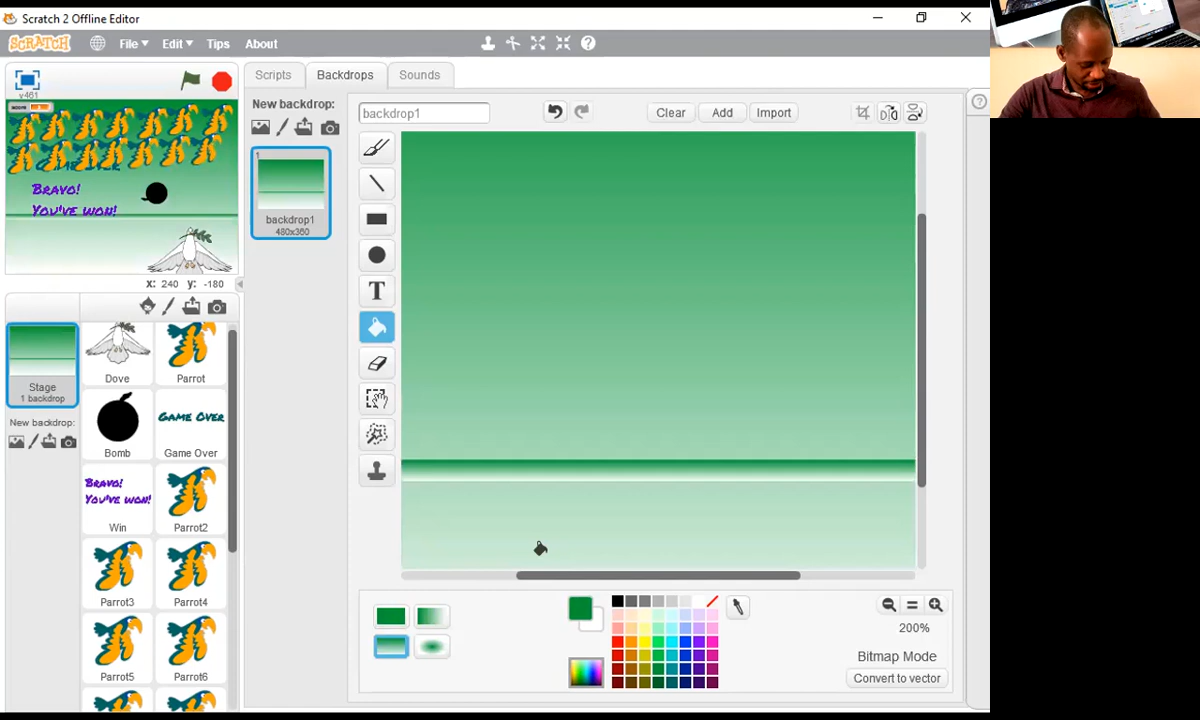 Scratch 2 Offline Editor
SCRATCH File Edit Tips About
v461
Scripts Backdrops Sounds
New backdrop:
backdrop1
Clear Add Import
1
backdrop1
480x360
BRAVO!
YOU'VE WON!
x: 240 y: -180
Stage
1 backdrop
New backdrop:
Dove Parrot
GAME OVER
Bomb Game Over
BRAVO!
YOU'VE WON!
Win Parrot2
Parrot3 Parrot4
Parrot5 Parrot6
200%
Bitmap Mode
Convert to vector